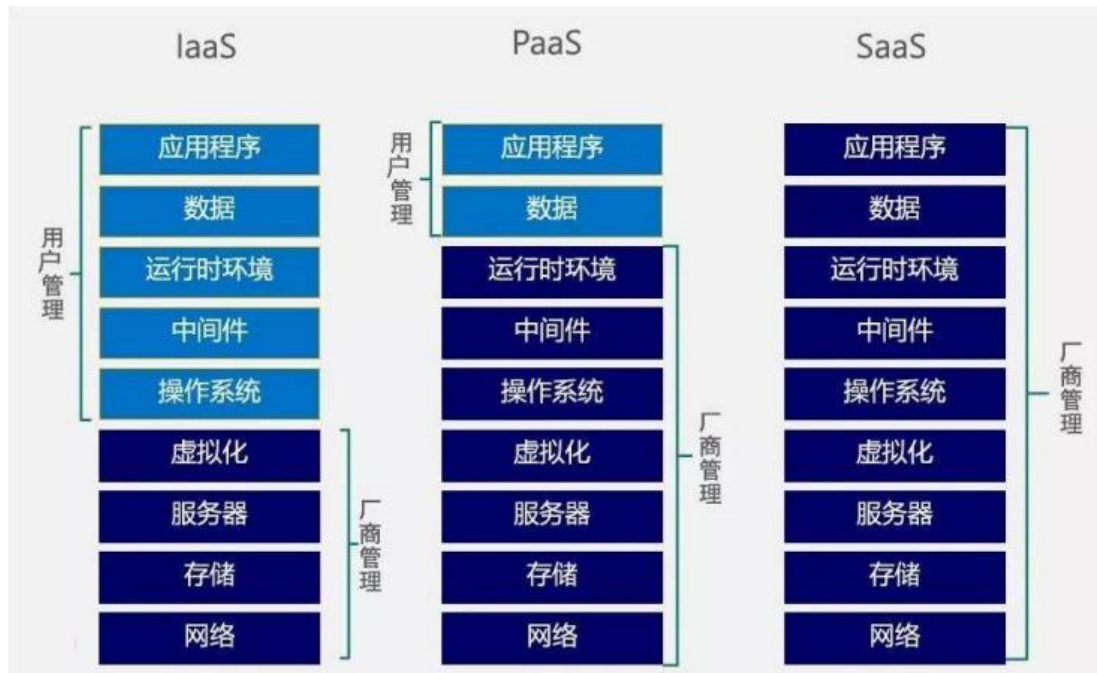 IaaS
用户管理
应用程序
数据
运行时环境
中间件
操作系统
虚拟化
服务器
存储
网络
厂商管理
PaaS
用户管理
应用程序
数据
运行时环境
中间件
操作系统
虚拟化
服务器
存储
网络
厂商管理
SaaS
应用程序
数据
运行时环境
中间件
操作系统
虚拟化
服务器
存储
网络
厂商管理